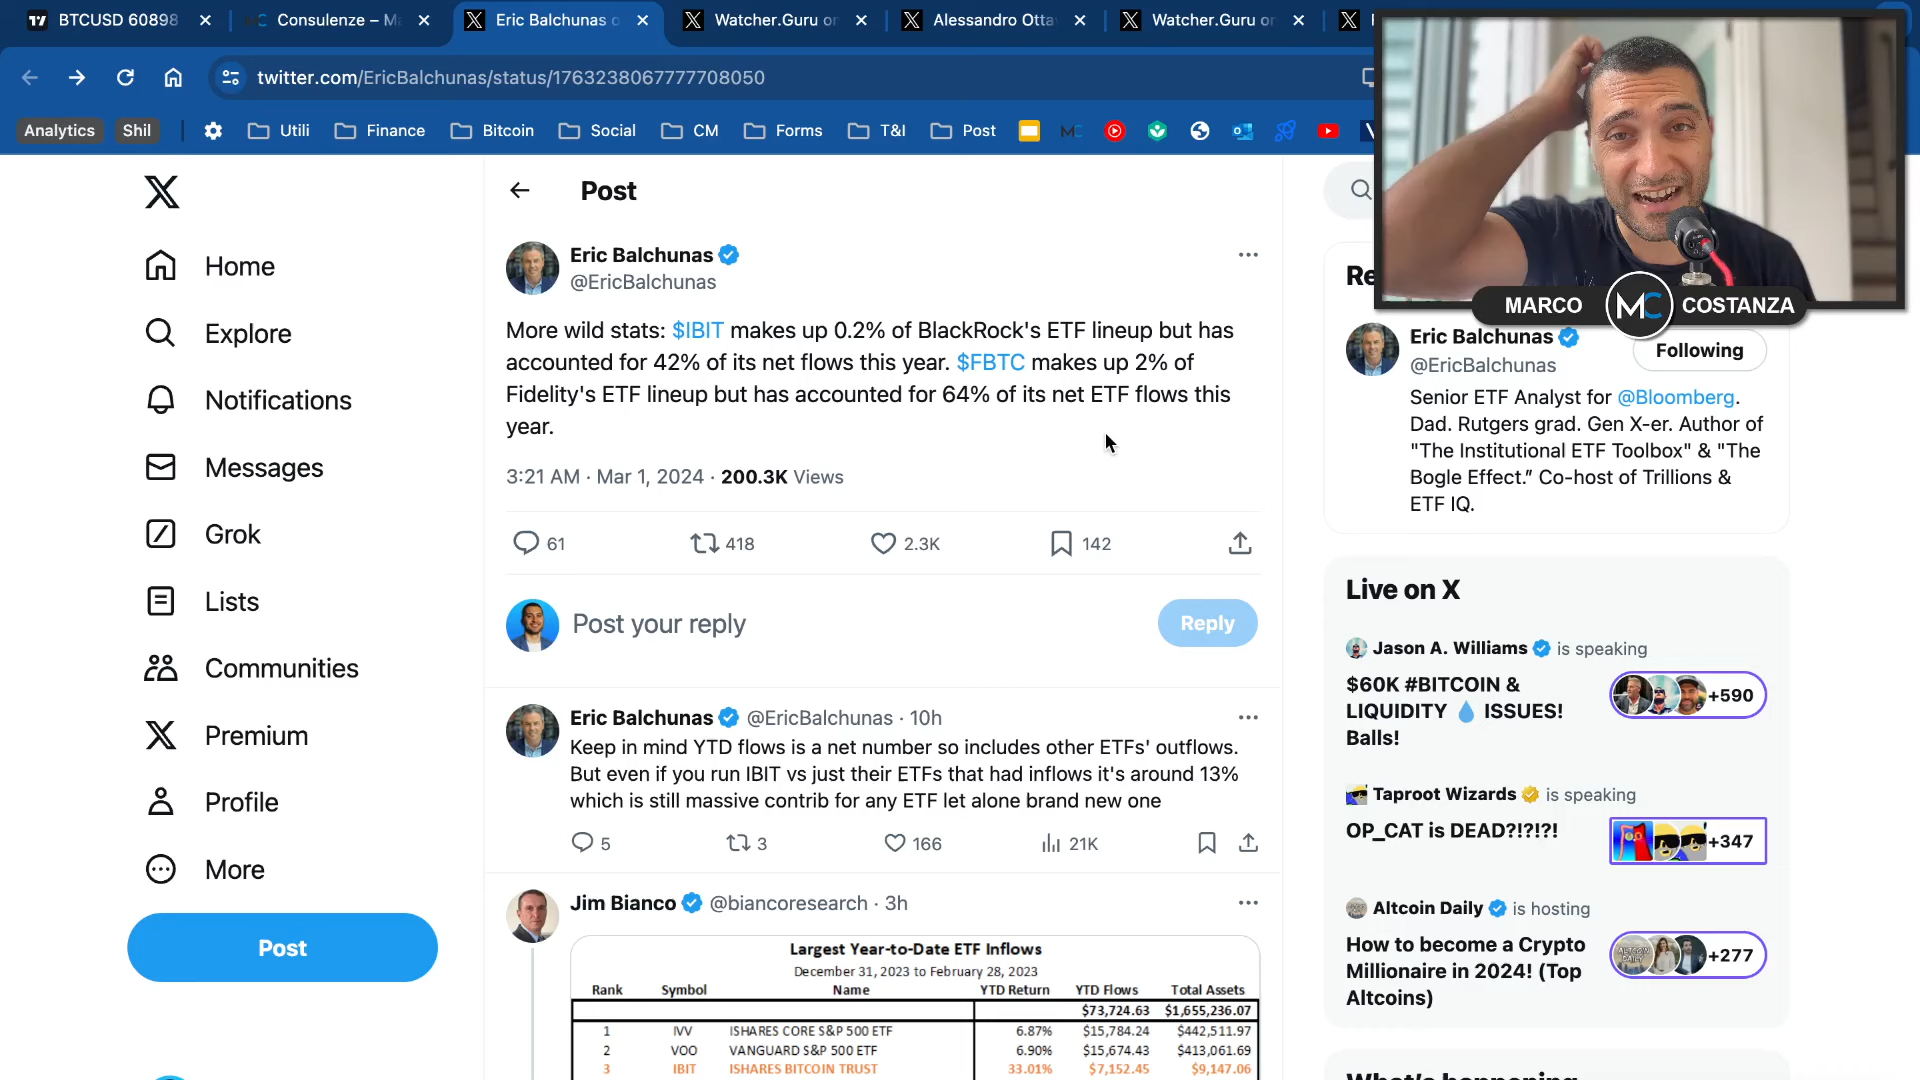 BTCUSD 60898
Consulenze – M
Eric Balchunas o
Watcher.Guru on
Alessandro Otta
Watcher.Guru on
twitter.com/EricBalchunas/status/1763238067777708050
Analytics
Shil
Utili
Finance
Bitcoin
Social
CM
Forms
T&I
Post
MARCO
MC
COSTANZA
Home
Explore
Notifications
Messages
Grok
Lists
Communities
Premium
Profile
More
Post
Post
Eric Balchunas
@EricBalchunas
More wild stats: $IBIT makes up 0.2% of BlackRock's ETF lineup but has
accounted for 42% of its net flows this year. $FBTC makes up 2% of
Fidelity's ETF lineup but has accounted for 64% of its net ETF flows this
year.
3:21 AM · Mar 1, 2024 · 200.3K Views
61
418
2.3K
142
Post your reply
Reply
Eric Balchunas @EricBalchunas · 10h
Keep in mind YTD flows is a net number so includes other ETFs' outflows.
But even if you run IBIT vs just their ETFs that had inflows it's around 13%
which is still massive contrib for any ETF let alone brand new one
5
3
166
21K
Jim Bianco @biancoresearch · 3h
Largest Year-to-Date ETF Inflows
December 31, 2023 to February 28, 2023
Rank Symbol Name YTD Return YTD Flows Total Assets
$73,724.63 $1,655,236.07
1 IVV ISHARES CORE S&P 500 ETF 6.87% $15,784.24 $442,511.97
2 VOO VANGUARD S&P 500 ETF 6.90% $15,674.43 $413,061.69
3 IBIT ISHARES BITCOIN TRUST 33.01% $7,152.45 $9,147.06
Re
Eric Balchunas
@EricBalchunas
Following
Senior ETF Analyst for @Bloomberg.
Dad. Rutgers grad. Gen X-er. Author of
"The Institutional ETF Toolbox" & "The
Bogle Effect." Co-host of Trillions &
ETF IQ.
Live on X
Jason A. Williams is speaking
$60K #BITCOIN &
LIQUIDITY 💧 ISSUES!
Balls!
+590
Taproot Wizards is speaking
OP_CAT is DEAD?!?!?!
+347
Altcoin Daily is hosting
How to become a Crypto
Millionaire in 2024! (Top
Altcoins)
+277
What's happening